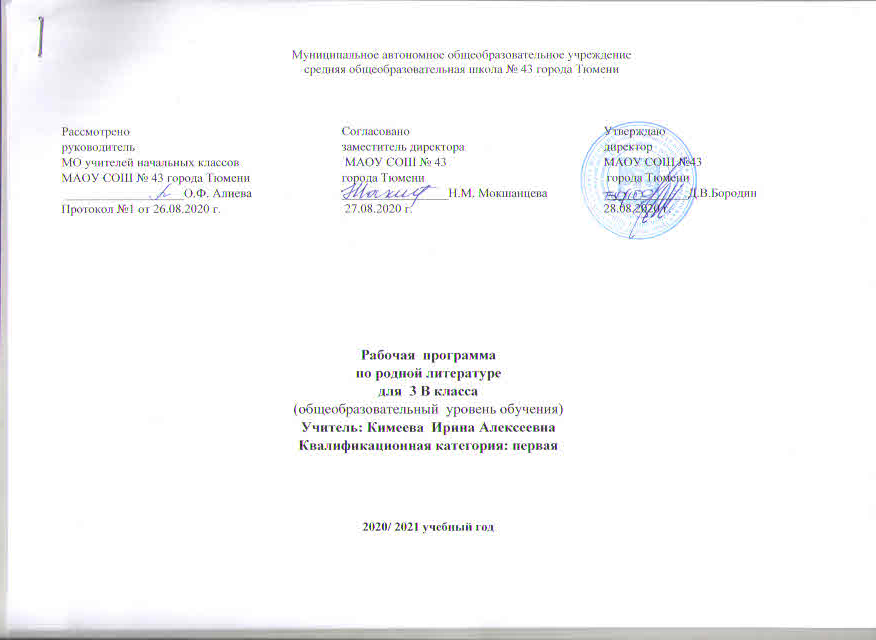 Муниципальное автономное общеобразовательное учреждение
средняя общеобразовательная школа № 43 города Тюмени
Рассмотрено
руководитель
МО учителей начальных классов
МАОУ СОШ № 43 города Тюмени
О.Ф. Алиева
Протокол №1 от 26.08.2020 г.
Согласовано
заместитель директора
МАОУ СОШ № 43
города Тюмени
Н.М. Мокшанцева
27.08.2020 г.
Утверждаю
директор
МАОУ СОШ №43
города Тюмени
Д.В.Бородин
28.08.2020 г.
Рабочая программа
по родной литературе
для 3 В класса
(общеобразовательный уровень обучения)
Учитель: Кимеева Ирина Алексеевна
Квалификационная категория: первая
2020/ 2021 учебный год